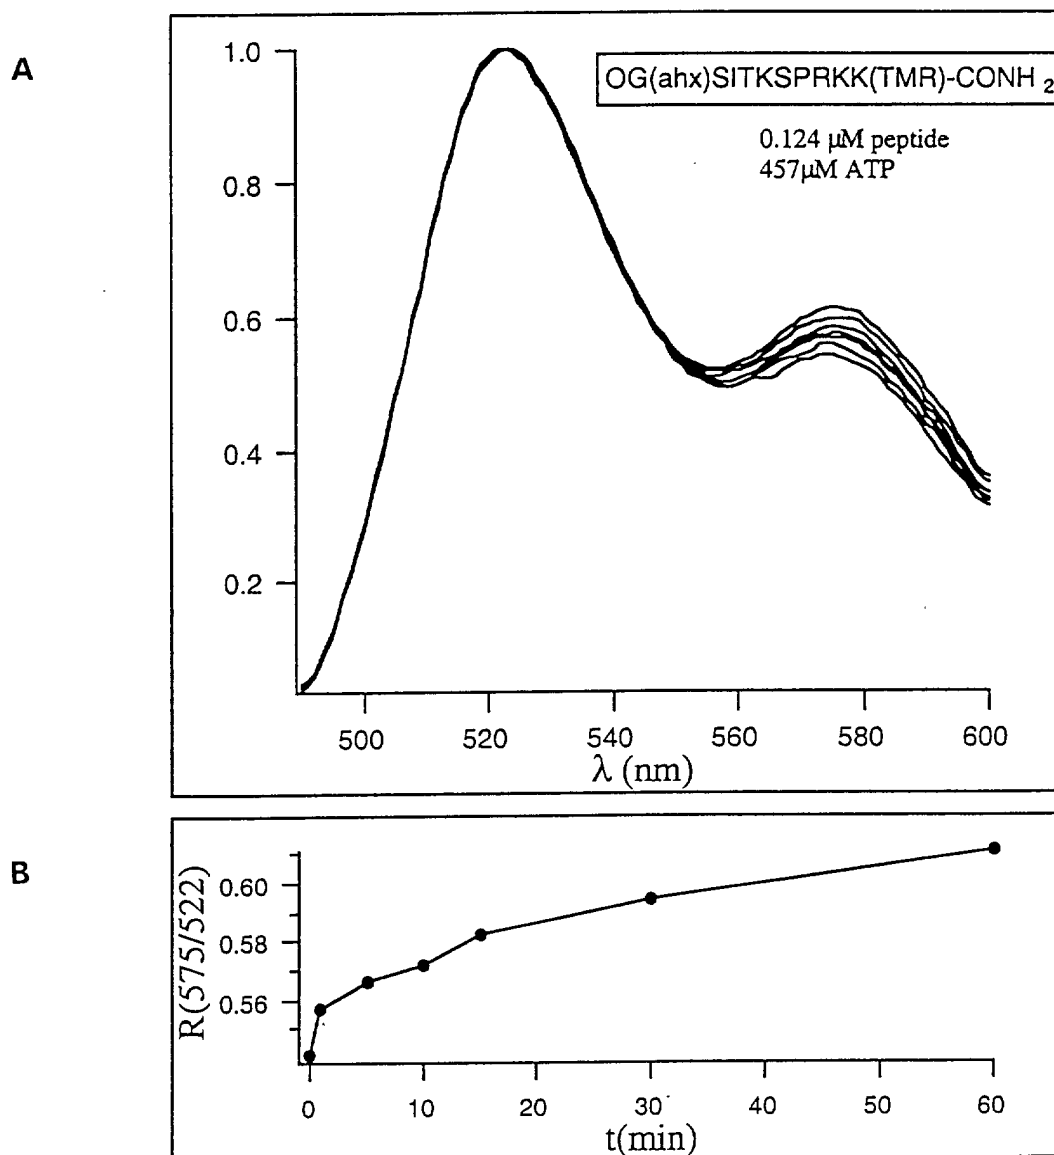 A
1.0
0.8
0.6
0.4
0.2
OG(ahx)SITKSPRKK(TMR)-CONH 2
0.124 µM peptide
457µM ATP
500 520 540 560 580 600
λ (nm)
B
R(575/522)
0.60
0.58
0.56
0 10 20 30 40 50 60
t(min)